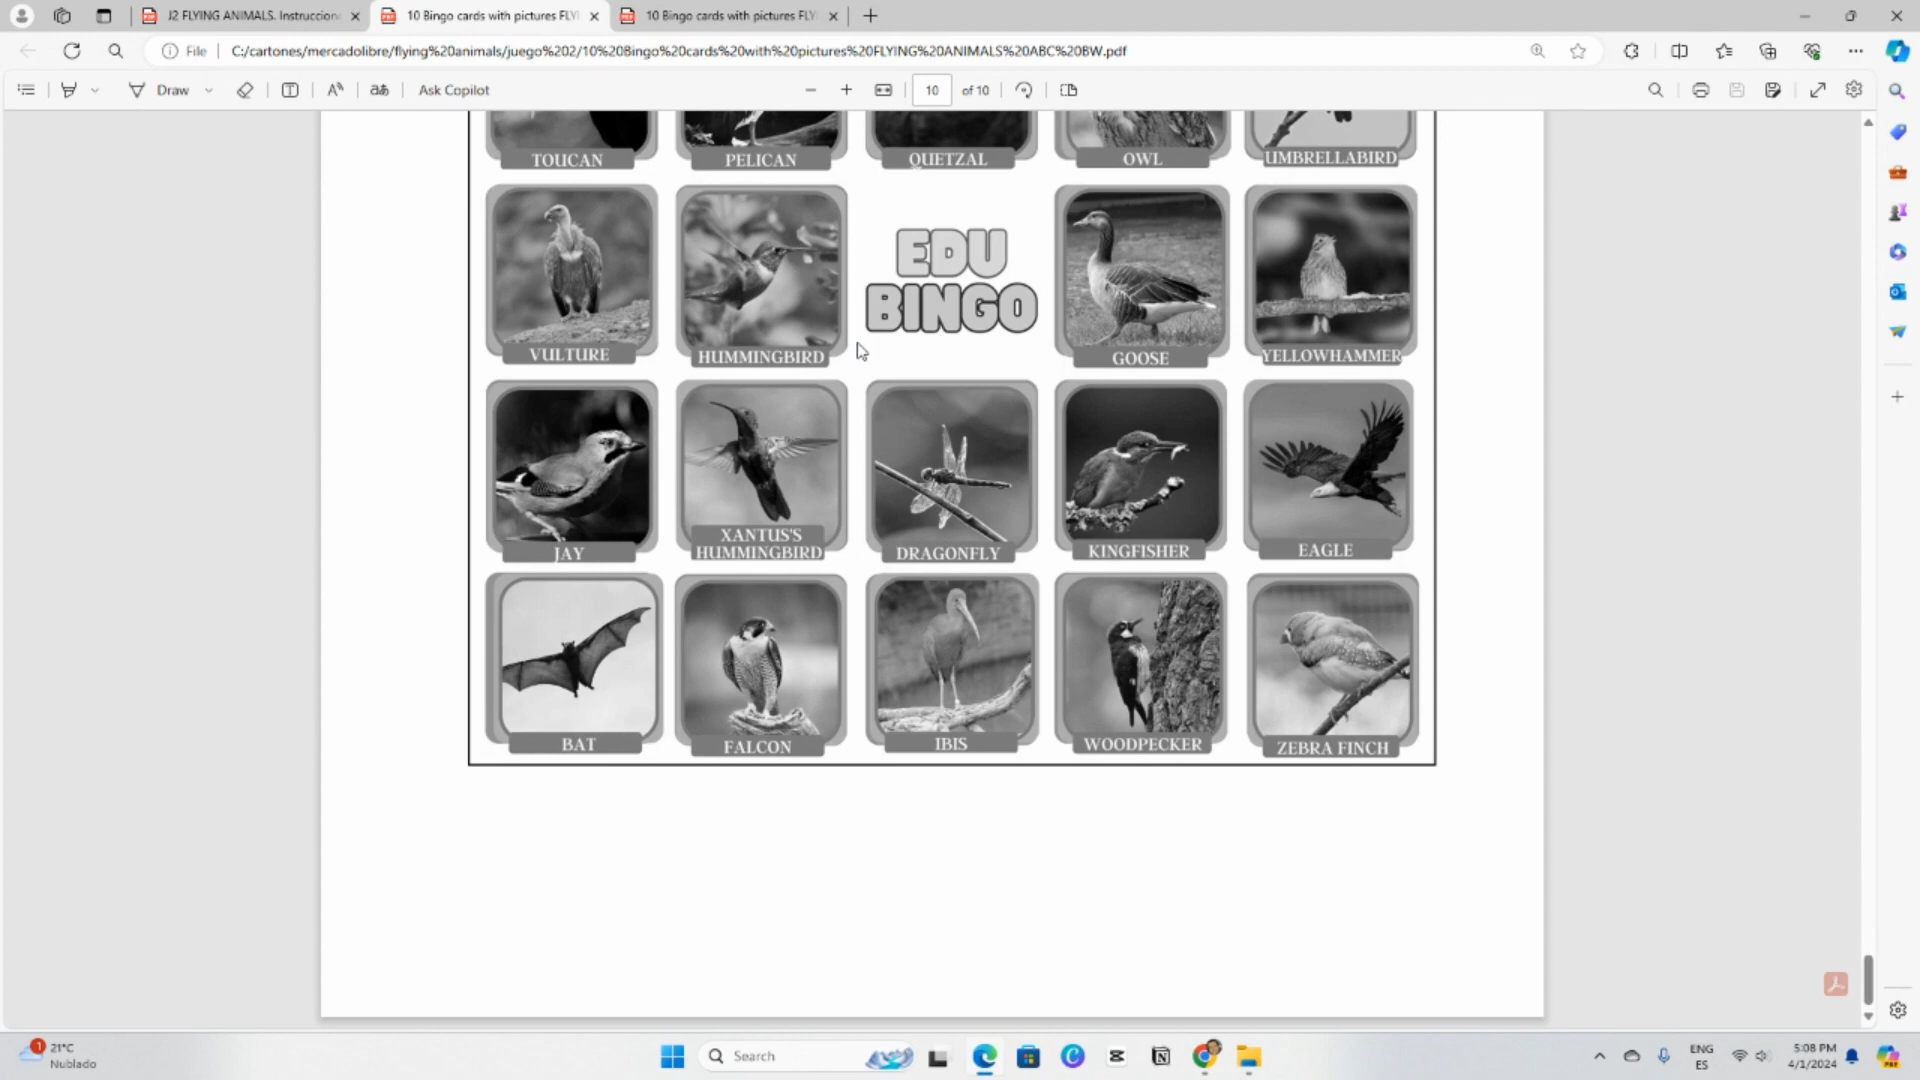 J2 FLYING ANIMALS. Instruccion
10 Bingo cards with pictures FLY
10 Bingo cards with pictures FLY
File
C:/cartones/mercadolibre/flying%20animals/juego%202/10%20Bingo%20cards%20with%20pictures%20FLYING%20ANIMALS%20ABC%20BW.pdf
Draw
aあ
Ask Copilot
10 of 10
TOUCAN PELICAN QUETZAL OWL UMBRELLABIRD
EDU
BINGO
VULTURE HUMMINGBIRD GOOSE YELLOWHAMMER
JAY XANTUS'S
HUMMINGBIRD DRAGONFLY KINGFISHER EAGLE
BAT FALCON IBIS WOODPECKER ZEBRA FINCH
1
21°C
Nublado
Search
ENG
ES
5:08 PM
4/1/2024